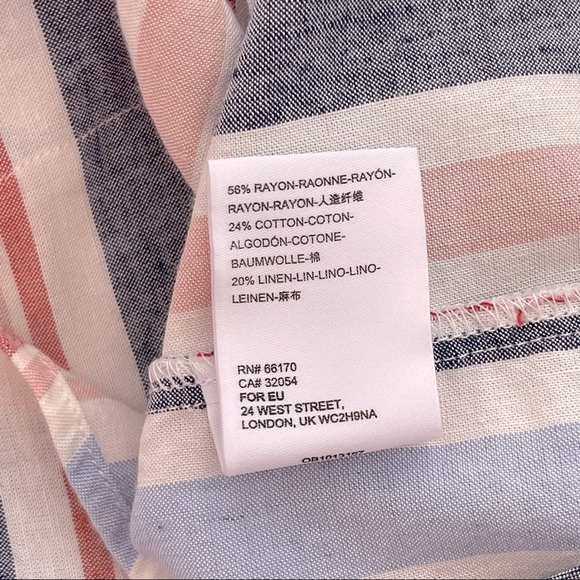 56% RAYON-RAONNE-RAYÓN-
RAYON-RAYON-人造纤维
24% COTTON-COTON-
ALGODÓN-COTONE-
BAUMWOLLE-棉
20% LINEN-LIN-LINO-LINO-
LEINEN-麻布
RN# 66170
CA# 32054
FOR EU
24 WEST STREET,
LONDON, UK WC2H9NA